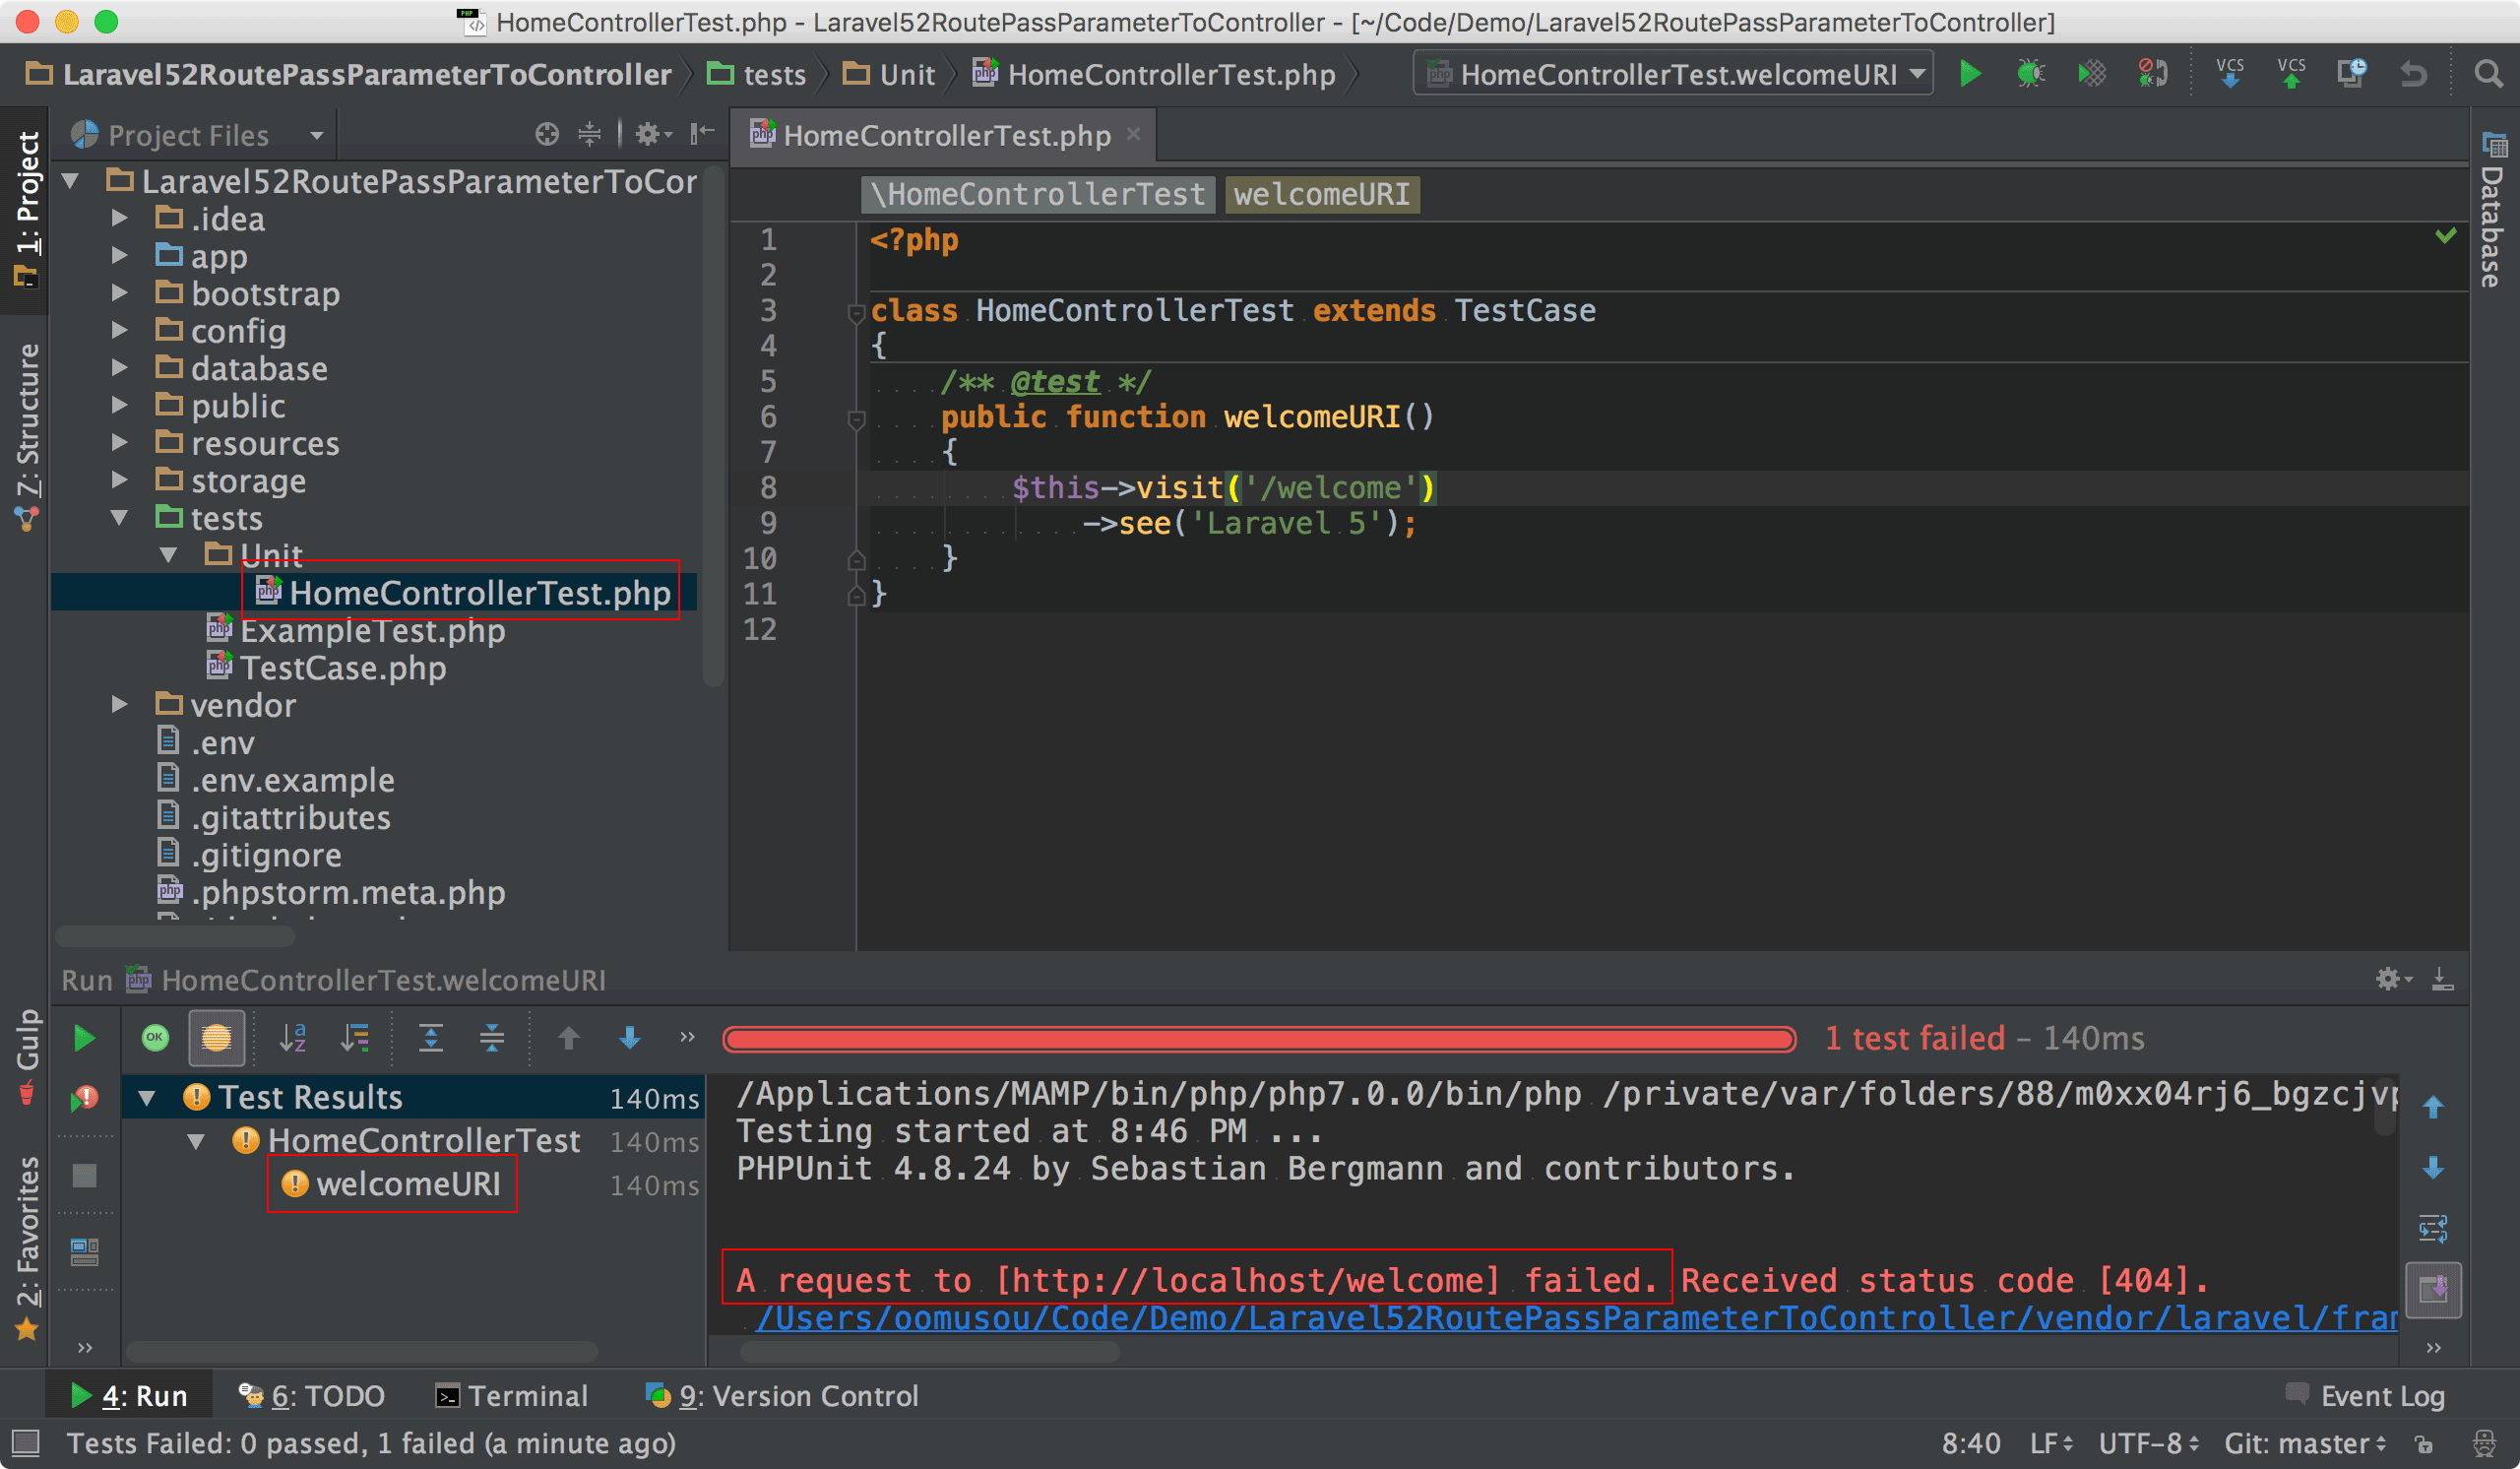 HomeControllerTest.php - Laravel52RoutePassParameterToController - [~/Code/Demo/Laravel52RoutePassParameterToController]
Laravel52RoutePassParameterToController tests Unit HomeControllerTest.php HomeControllerTest.welcomeURI VCS VCS
1: Project
7: Structure
Gulp
2: Favorites
Project Files
Laravel52RoutePassParameterToCor
.idea
app
bootstrap
config
database
public
resources
storage
tests
Unit
HomeControllerTest.php
ExampleTest.php
TestCase.php
vendor
.env
.env.example
.gitattributes
.gitignore
.phpstorm.meta.php
HomeControllerTest.php
\HomeControllerTest welcomeURI
1 <?php
2
3 class HomeControllerTest extends TestCase
4 {
5 /** @test */
6 public function welcomeURI()
7 {
8 $this->visit('/welcome')
9 ->see('Laravel 5');
10 }
11 }
12
Database
Run HomeControllerTest.welcomeURI
1 test failed – 140ms
Test Results 140ms
HomeControllerTest 140ms
welcomeURI 140ms
/Applications/MAMP/bin/php/php7.0.0/bin/php /private/var/folders/88/m0xx04rj6_bgzcjvp
Testing started at 8:46 PM ...
PHPUnit 4.8.24 by Sebastian Bergmann and contributors.
A request to [http://localhost/welcome] failed. Received status code [404].
/Users/oomusou/Code/Demo/Laravel52RoutePassParameterToController/vendor/laravel/fram
4: Run 6: TODO Terminal 9: Version Control Event Log
Tests Failed: 0 passed, 1 failed (a minute ago) 8:40 LF UTF-8 Git: master